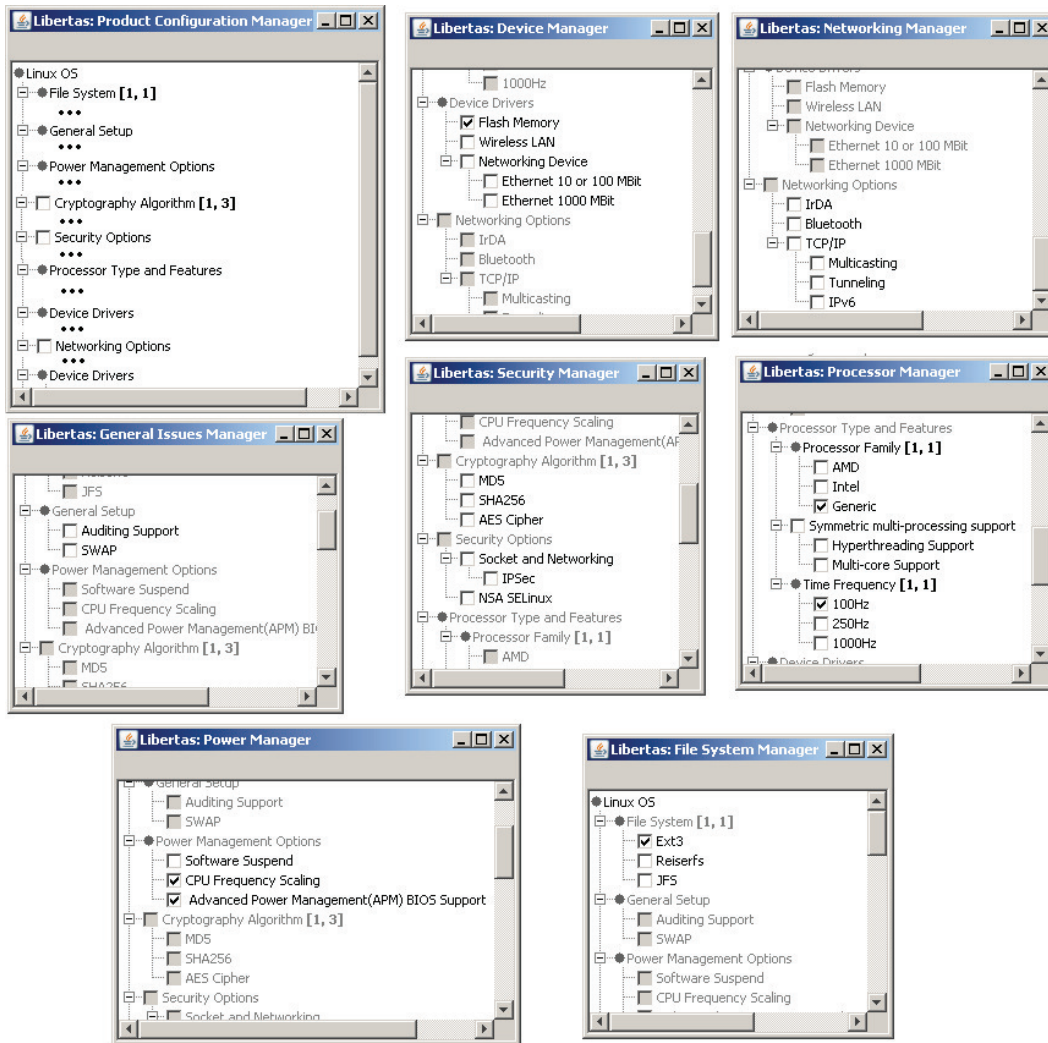 Libertas: Product Configuration Manager
Linux OS
File System [1, 1]
•••
General Setup
•••
Power Management Options
•••
Cryptography Algorithm [1, 3]
•••
Security Options
•••
Processor Type and Features
•••
Device Drivers
•••
Networking Options
•••
Device Drivers
Libertas: Device Manager
1000Hz
Device Drivers
Flash Memory
Wireless LAN
Networking Device
Ethernet 10 or 100 MBit
Ethernet 1000 MBit
Networking Options
IrDA
Bluetooth
TCP/IP
Multicasting
Libertas: Networking Manager
Device Drivers
Flash Memory
Wireless LAN
Networking Device
Ethernet 10 or 100 MBit
Ethernet 1000 MBit
Networking Options
IrDA
Bluetooth
TCP/IP
Multicasting
Tunneling
IPv6
Libertas: General Issues Manager
JFS
General Setup
Auditing Support
SWAP
Power Management Options
Software Suspend
CPU Frequency Scaling
Advanced Power Management(APM) BI
Cryptography Algorithm [1, 3]
MD5
SHA256
Libertas: Security Manager
CPU Frequency Scaling
Advanced Power Management(AP
Cryptography Algorithm [1, 3]
MD5
SHA256
AES Cipher
Security Options
Socket and Networking
IPSec
NSA SELinux
Processor Type and Features
Processor Family [1, 1]
AMD
Libertas: Processor Manager
Processor Type and Features
Processor Family [1, 1]
AMD
Intel
Generic
Symmetric multi-processing support
Hyperthreading Support
Multi-core Support
Time Frequency [1, 1]
100Hz
250Hz
1000Hz
Device Drivers
Libertas: Power Manager
General Setup
Auditing Support
SWAP
Power Management Options
Software Suspend
CPU Frequency Scaling
Advanced Power Management(APM) BIOS Support
Cryptography Algorithm [1, 3]
MD5
SHA256
AES Cipher
Security Options
Socket and Networking
Libertas: File System Manager
Linux OS
File System [1, 1]
Ext3
Reiserfs
JFS
General Setup
Auditing Support
SWAP
Power Management Options
Software Suspend
CPU Frequency Scaling